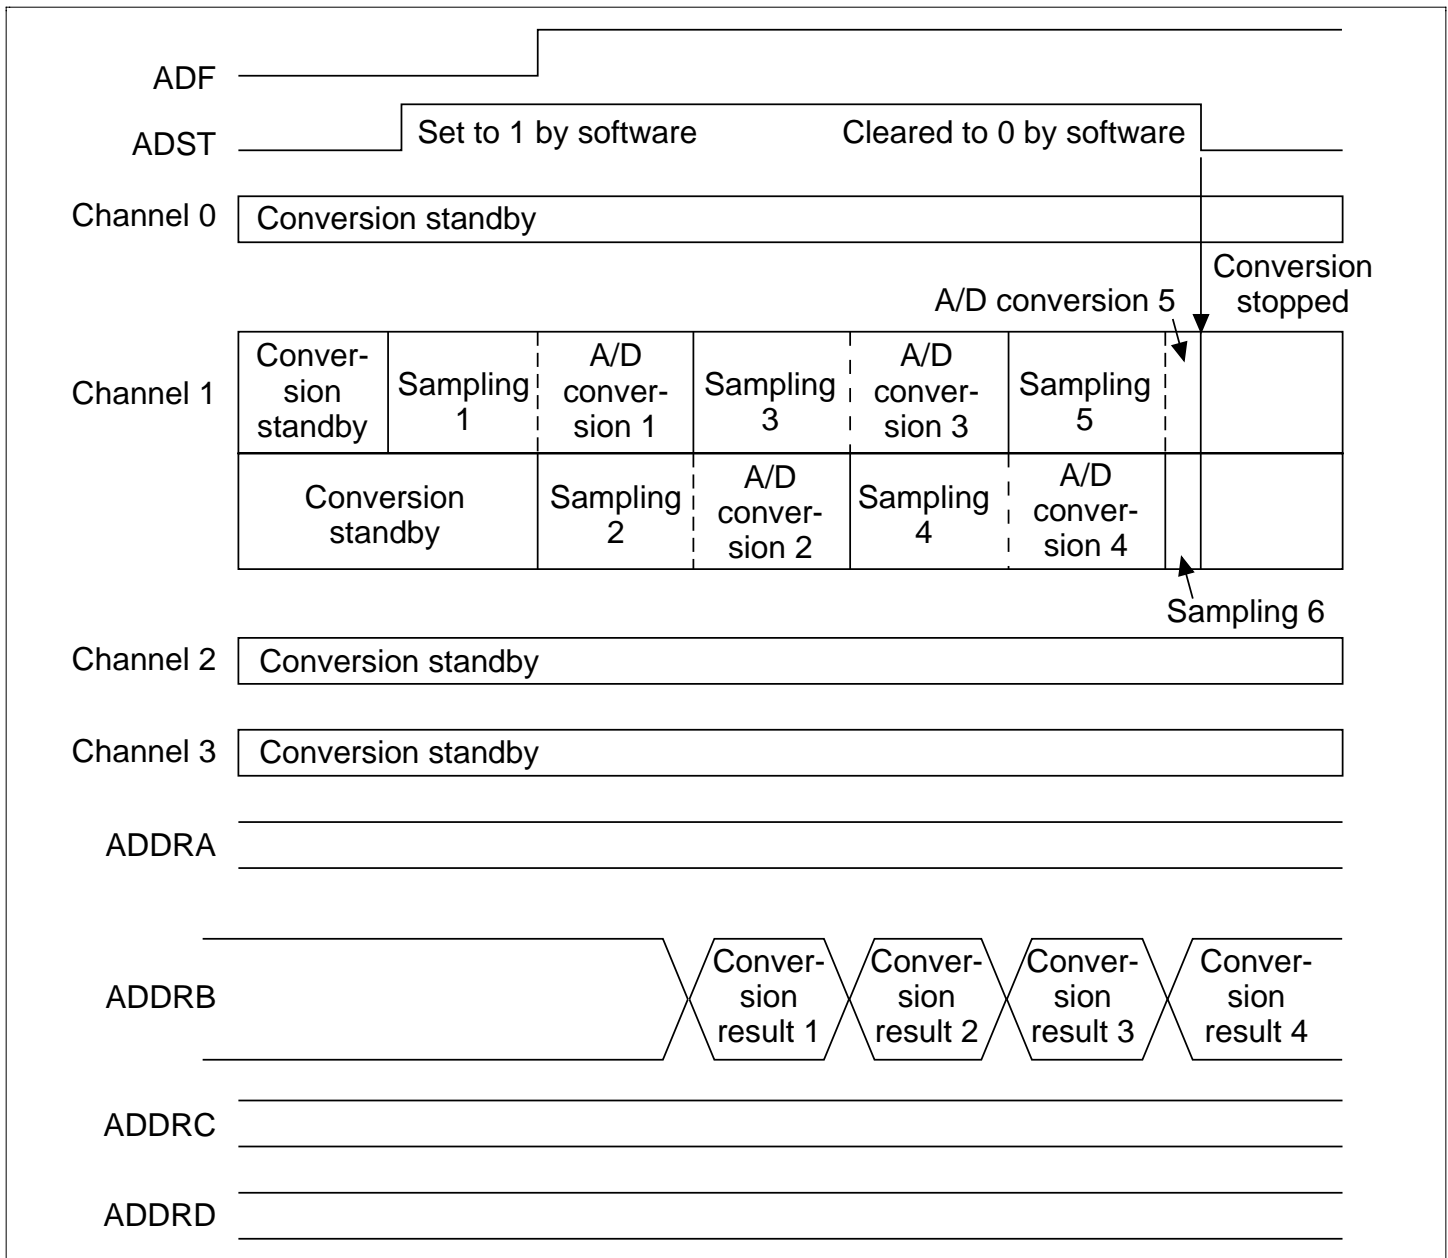 ADF
ADST
Set to 1 by software
Cleared to 0 by software
Channel 0
Conversion standby
Conversion
stopped
A/D conversion 5
Channel 1
Conver-
sion
standby
Sampling
1
A/D
conver-
sion 1
Sampling
3
A/D
conver-
sion 3
Sampling
5
Conversion
standby
Sampling
2
A/D
conver-
sion 2
Sampling
4
A/D
conver-
sion 4
Sampling 6
Channel 2
Conversion standby
Channel 3
Conversion standby
ADDRA
ADDRB
Conver-
sion
result 1
Conver-
sion
result 2
Conver-
sion
result 3
Conver-
sion
result 4
ADDRC
ADDRD